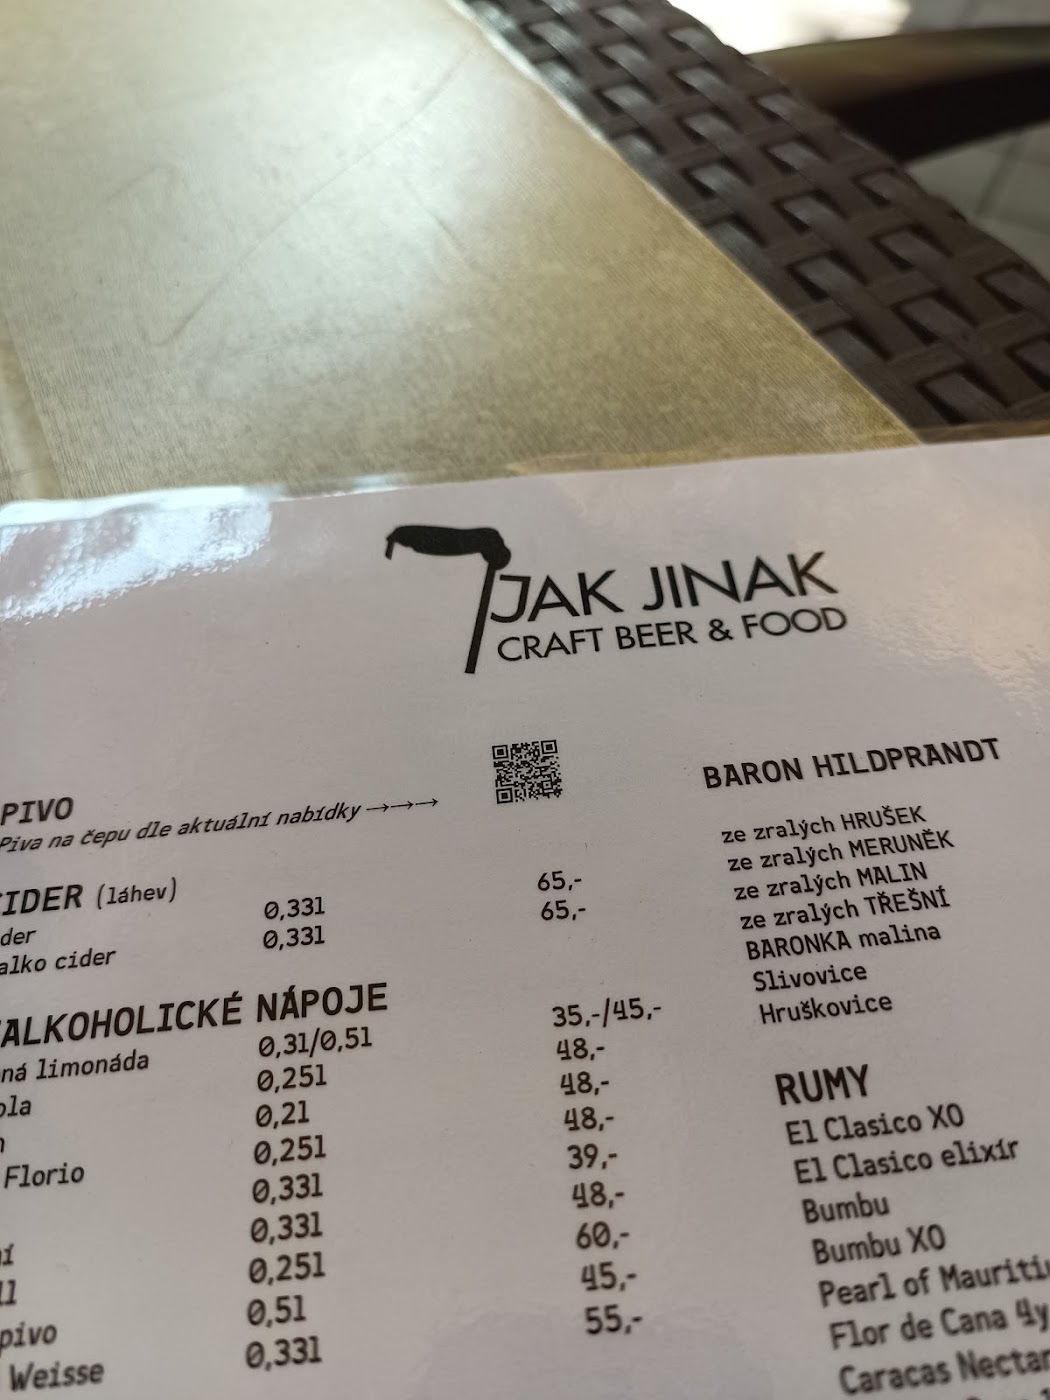 JAK JINAK
CRAFT BEER & FOOD
PIVO
Piva na čepu dle aktuální nabídky →→→
CIDER (láhev)
der 0,33l 65,-
alko cider 0,33l 65,-
ALKOHOLICKÉ NÁPOJE
ná limonáda 0,3l/0,5l 35,-/45,-
ola 0,25l 48,-
0,2l 48,-
Florio 0,25l 48,-
0,33l 39,-
0,33l 48,-
ll 0,25l 60,-
pivo 0,5l 45,-
Weisse 0,33l 55,-
BARON HILDPRANDT
ze zralých HRUŠEK
ze zralých MERUNĚK
ze zralých MALIN
ze zralých TŘEŠNÍ
BARONKA malina
Slivovice
Hruškovice
RUMY
El Clasico XO
El Clasico elixír
Bumbu
Bumbu XO
Pearl of Mauritiu
Flor de Cana 4y
Caracas Nectar